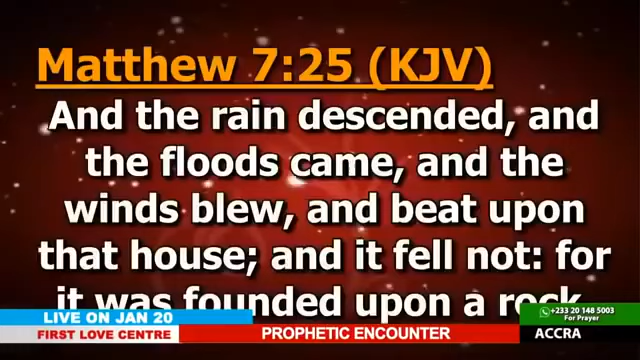 Matthew 7:25 (KJV)
And the rain descended, and
the floods came, and the
winds blew, and beat upon
that house; and it fell not: for
it was founded upon a rock.
LIVE ON JAN 20
+233 20 148 5003
For Prayer
FIRST LOVE CENTRE
PROPHETIC ENCOUNTER
ACCRA